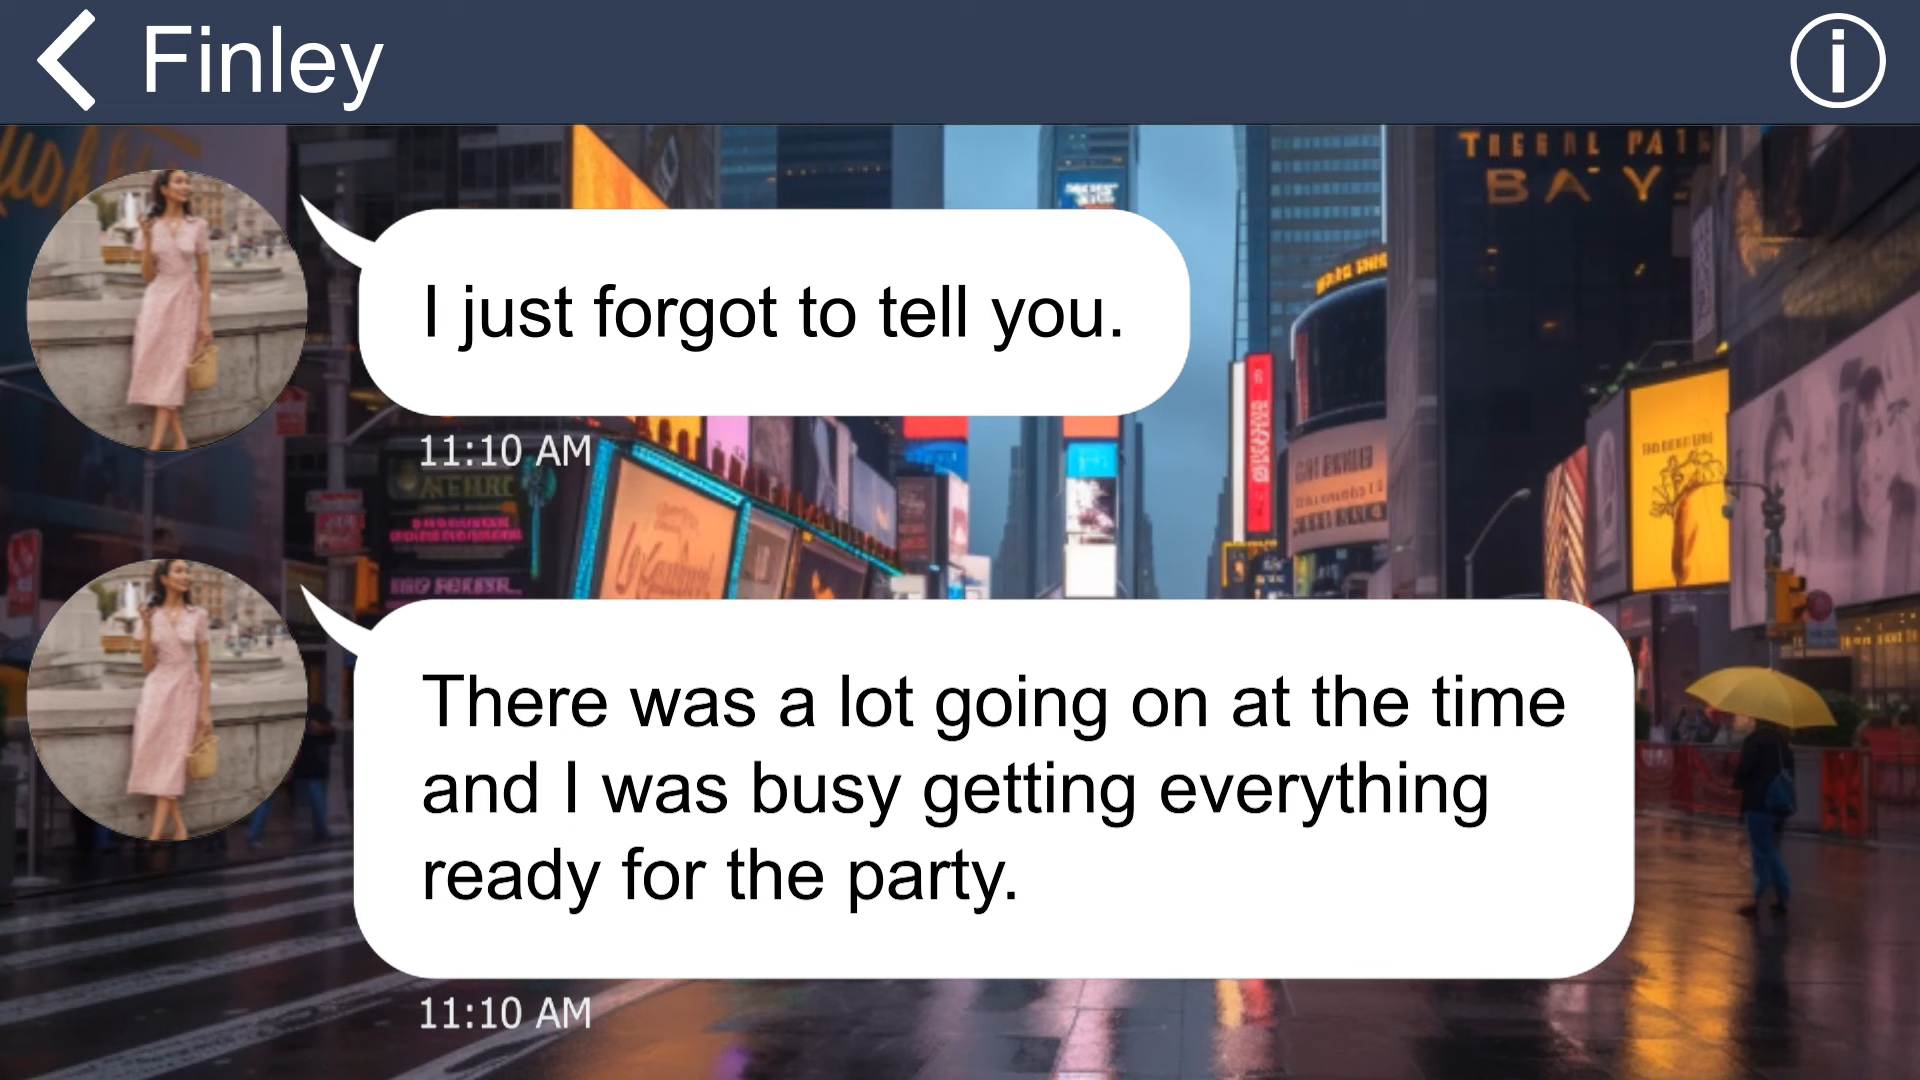 Finley
I just forgot to tell you.
11:10 AM
There was a lot going on at the time
and I was busy getting everything
ready for the party.
11:10 AM
BAY